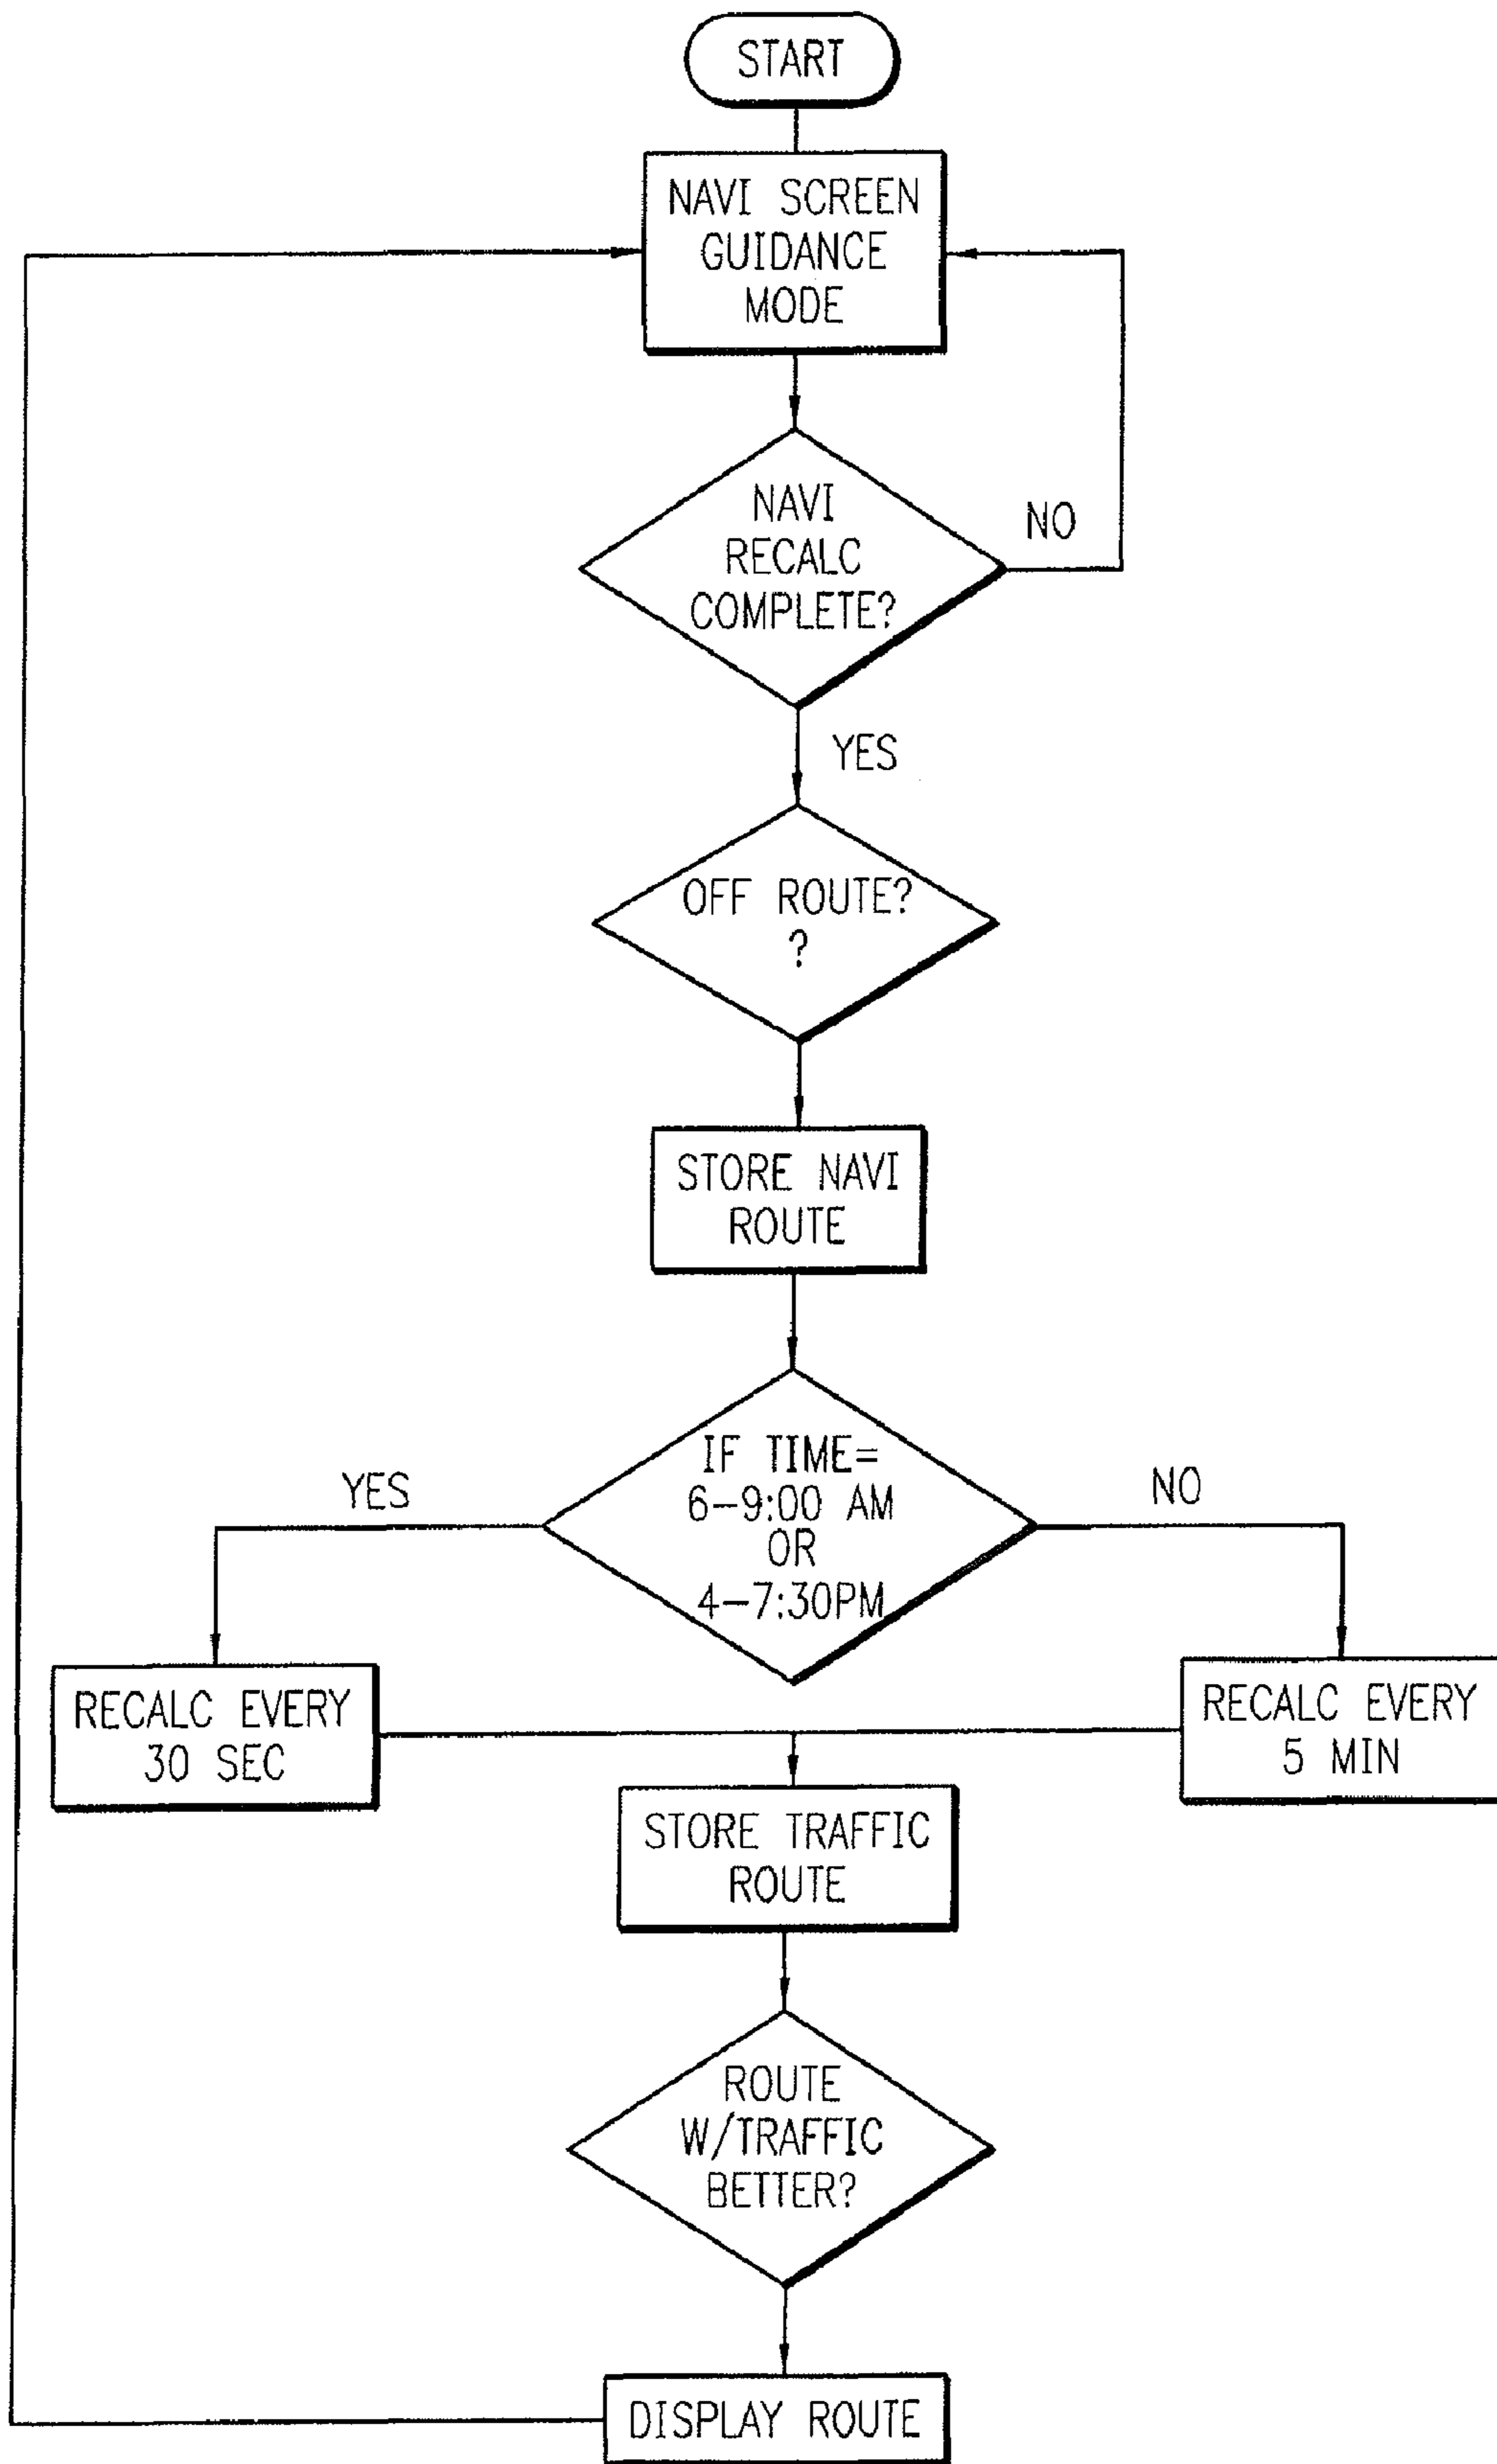 START
NAVI SCREEN
GUIDANCE
MODE
NAVI
RECALC
COMPLETE?
NO
YES
OFF ROUTE?
?
STORE NAVI
ROUTE
IF TIME=
6-9:00 AM
OR
4-7:30PM
YES
NO
RECALC EVERY
30 SEC
RECALC EVERY
5 MIN
STORE TRAFFIC
ROUTE
ROUTE
W/TRAFFIC
BETTER?
DISPLAY ROUTE